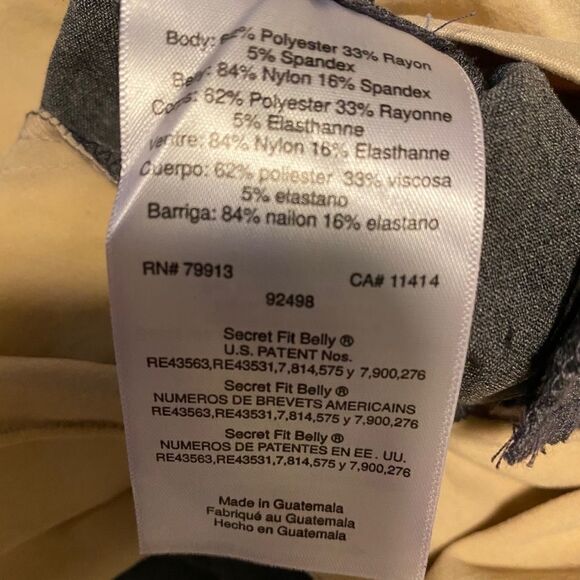 Body: 62% Polyester 33% Rayon
5% Spandex
84% Nylon 16% Spandex
62% Polyester 33% Rayonne
5% Elasthanne
ventre: 84% Nylon 16% Elasthanne
Cuerpo: 62% poliester 33% viscosa
5% elastano
Barriga: 84% nailon 16% elastano
RN# 79913 CA# 11414
92498
Secret Fit Belly ®
U.S. PATENT Nos.
RE43563,RE43531,7,814,575 y 7,900,276
Secret Fit Belly ®
NUMEROS DE BREVETS AMERICAINS
RE43563,RE43531,7,814,575 y 7,900,276
Secret Fit Belly ®
NUMEROS DE PATENTES EN EE . UU.
RE43563,RE43531,7,814,575 y 7,900,276
Made in Guatemala
Fabriqué au Guatemala
Hecho en Guatemala